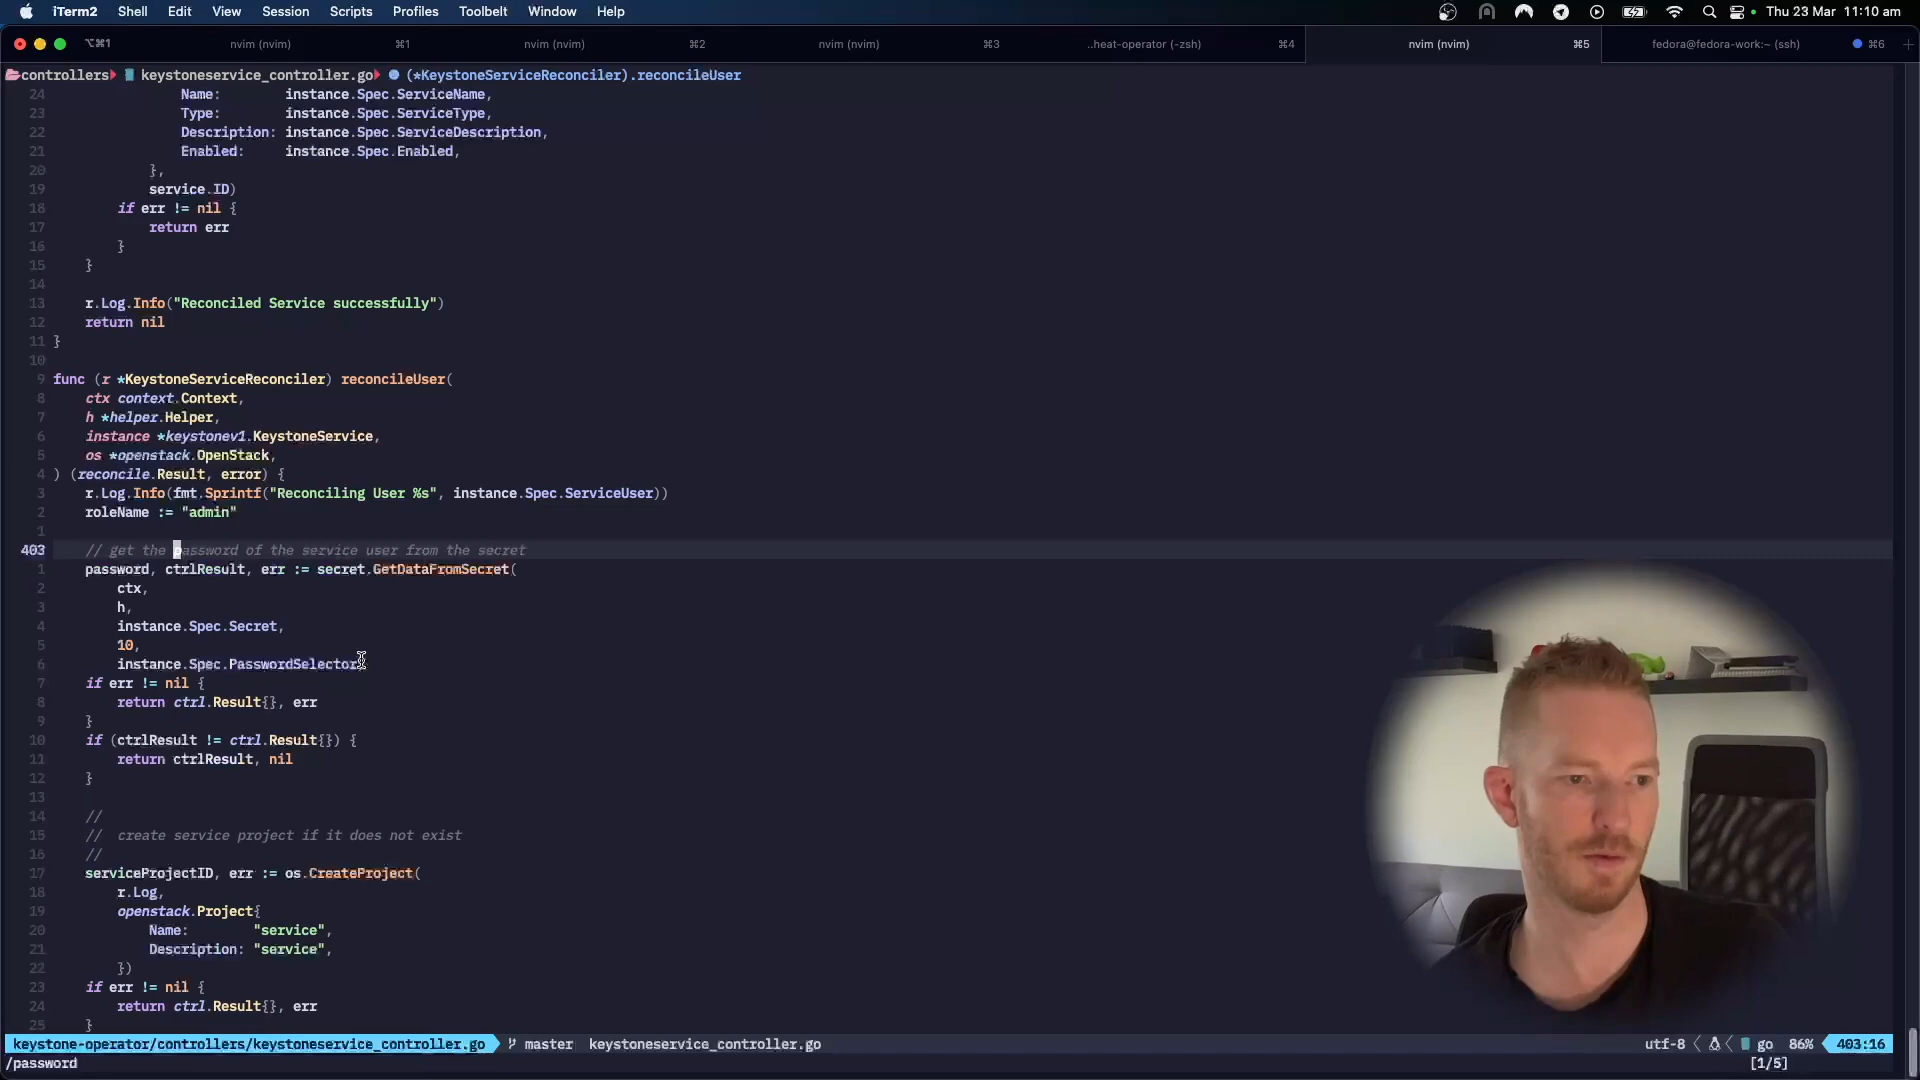 iTerm2 Shell Edit View Session Scripts Profiles Toolbelt Window Help Thu 23 Mar 11:10 am
⌥⌘1 nvim (nvim) ⌘1 nvim (nvim) ⌘2 nvim (nvim) ⌘3 ..heat-operator (-zsh) ⌘4 nvim (nvim) ⌘5 fedora@fedora-work:~ (ssh) ⌘6
controllers keystoneservice_controller.go (*KeystoneServiceReconciler).reconcileUser
24 Name: instance.Spec.ServiceName,
23 Type: instance.Spec.ServiceType,
22 Description: instance.Spec.ServiceDescription,
21 Enabled: instance.Spec.Enabled,
20 },
19 service.ID)
18 if err != nil {
17 return err
16 }
15 }
14
13 r.Log.Info("Reconciled Service successfully")
12 return nil
11 }
10
9 func (r *KeystoneServiceReconciler) reconcileUser(
8 ctx context.Context,
7 h *helper.Helper,
6 instance *keystonev1.KeystoneService,
5 os *openstack.OpenStack,
4 ) (reconcile.Result, error) {
3 r.Log.Info(fmt.Sprintf("Reconciling User %s", instance.Spec.ServiceUser))
2 roleName := "admin"
1
403 // get the password of the service user from the secret
1 password, ctrlResult, err := secret.GetDataFromSecret(
2 ctx,
3 h,
4 instance.Spec.Secret,
5 10,
6 instance.Spec.PasswordSelector
7 if err != nil {
8 return ctrl.Result{}, err
9 }
10 if (ctrlResult != ctrl.Result{}) {
11 return ctrlResult, nil
12 }
13
14 //
15 // create service project if it does not exist
16 //
17 serviceProjectID, err := os.CreateProject(
18 r.Log,
19 openstack.Project{
20 Name: "service",
21 Description: "service",
22 })
23 if err != nil {
24 return ctrl.Result{}, err
25 }
keystone-operator/controllers/keystoneservice_controller.go master keystoneservice_controller.go utf-8 go 86% 403:16
/password [1/5]